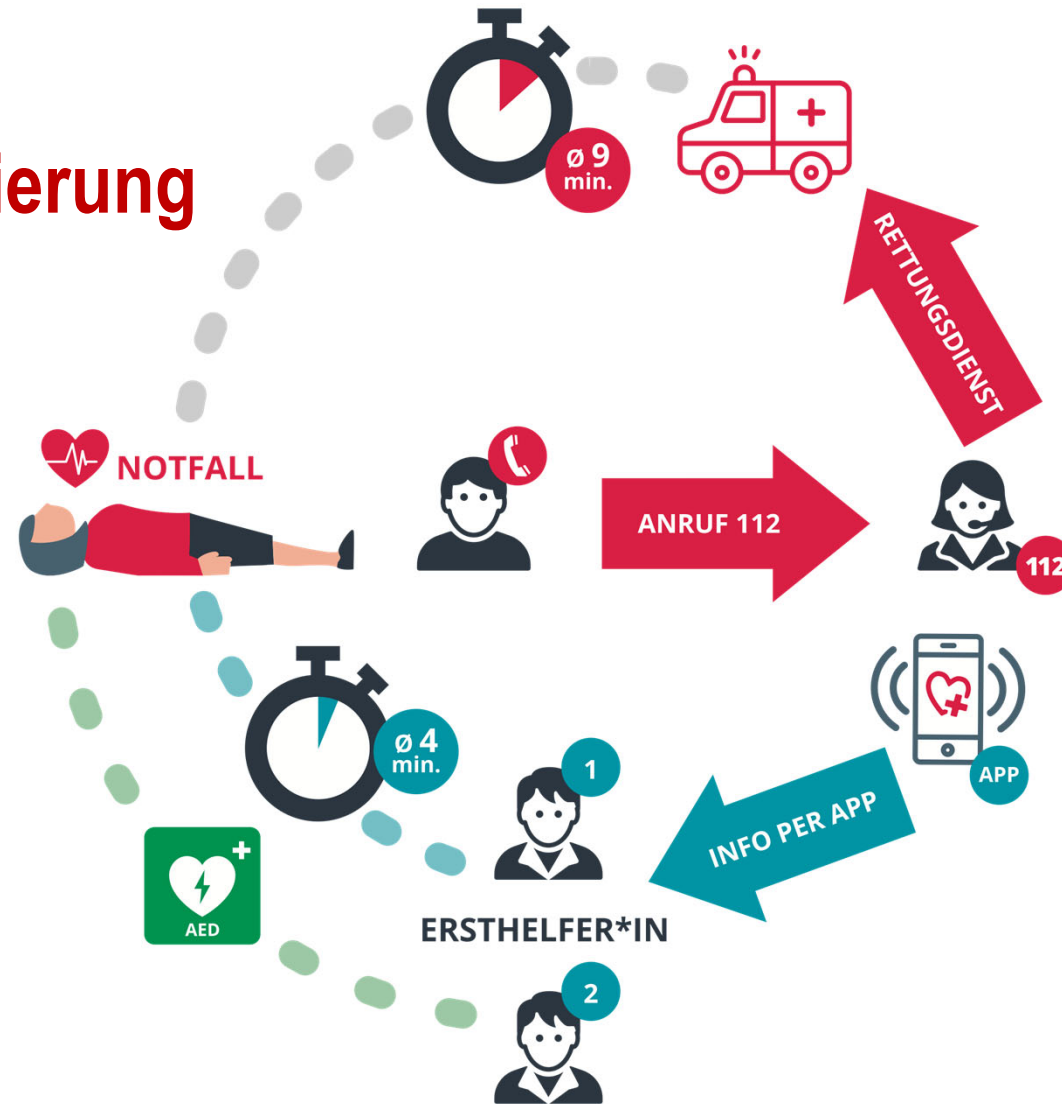 ierung
ø 9
min.
RETTUNGSDIENST
NOTFALL
ANRUF 112
112
ø 4
min.
APP
1
INFO PER APP
AED
ERSTHELFER*IN
2